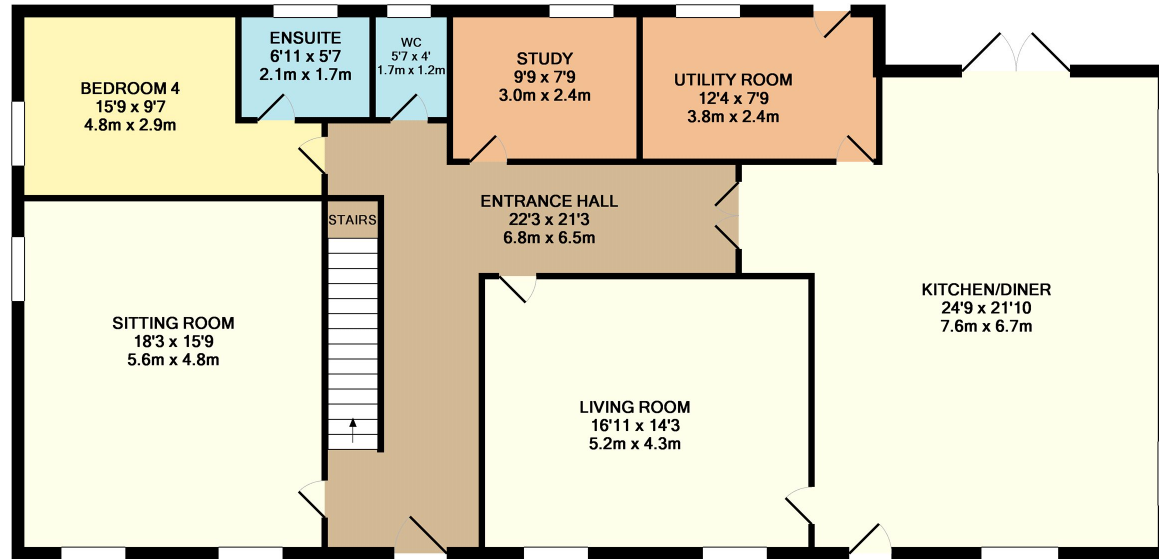 BEDROOM 4
15'9 x 9'7
4.8m x 2.9m
ENSUITE
6'11 x 5'7
2.1m x 1.7m
WC
5'7 x 4'
1.7m x 1.2m
STUDY
9'9 x 7'9
3.0m x 2.4m
UTILITY ROOM
12'4 x 7'9
3.8m x 2.4m
STAIRS
ENTRANCE HALL
22'3 x 21'3
6.8m x 6.5m
KITCHEN/DINER
24'9 x 21'10
7.6m x 6.7m
SITTING ROOM
18'3 x 15'9
5.6m x 4.8m
LIVING ROOM
16'11 x 14'3
5.2m x 4.3m